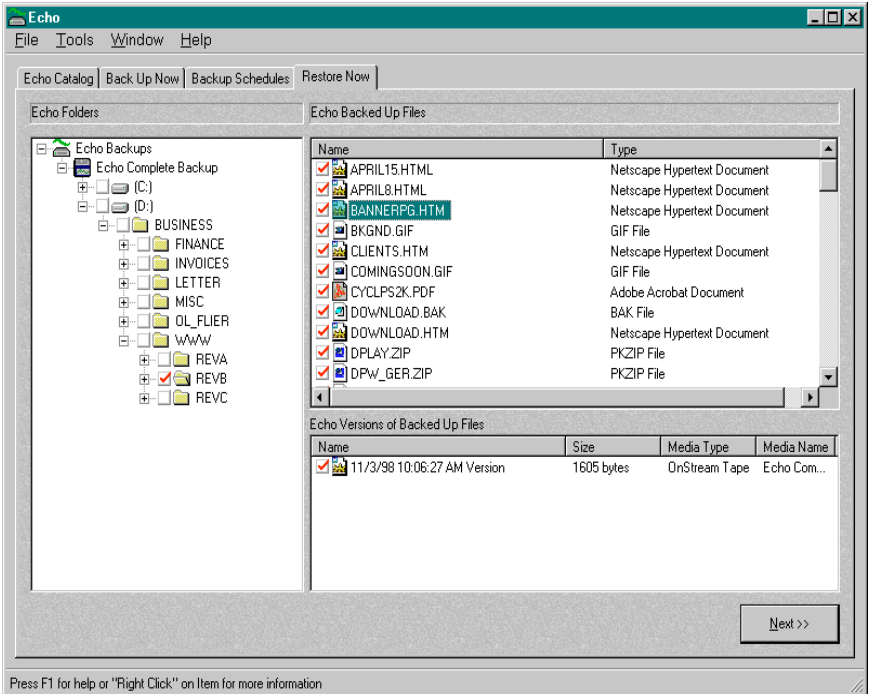 Echo
File Tools Window Help
Echo Catalog Back Up Now Backup Schedules Restore Now
Echo Folders
Echo Backups
Echo Complete Backup
(C:)
(D:)
BUSINESS
FINANCE
INVOICES
LETTER
MISC
OL_FLIER
WWW
REVA
REVB
REVC
Echo Backed Up Files
Name Type
APRIL15.HTML Netscape Hypertext Document
APRIL8.HTML Netscape Hypertext Document
BANNERPG.HTM Netscape Hypertext Document
BKGND.GIF GIF File
CLIENTS.HTM Netscape Hypertext Document
COMINGSOON.GIF GIF File
CYCLPS2K.PDF Adobe Acrobat Document
DOWNLOAD.BAK BAK File
DOWNLOAD.HTM Netscape Hypertext Document
DPLAY.ZIP PKZIP File
DPW_GER.ZIP PKZIP File
Echo Versions of Backed Up Files
Name Size Media Type Media Name
11/3/98 10:06:27 AM Version 1605 bytes OnStream Tape Echo Com...
Next >>
Press F1 for help or "Right Click" on Item for more information